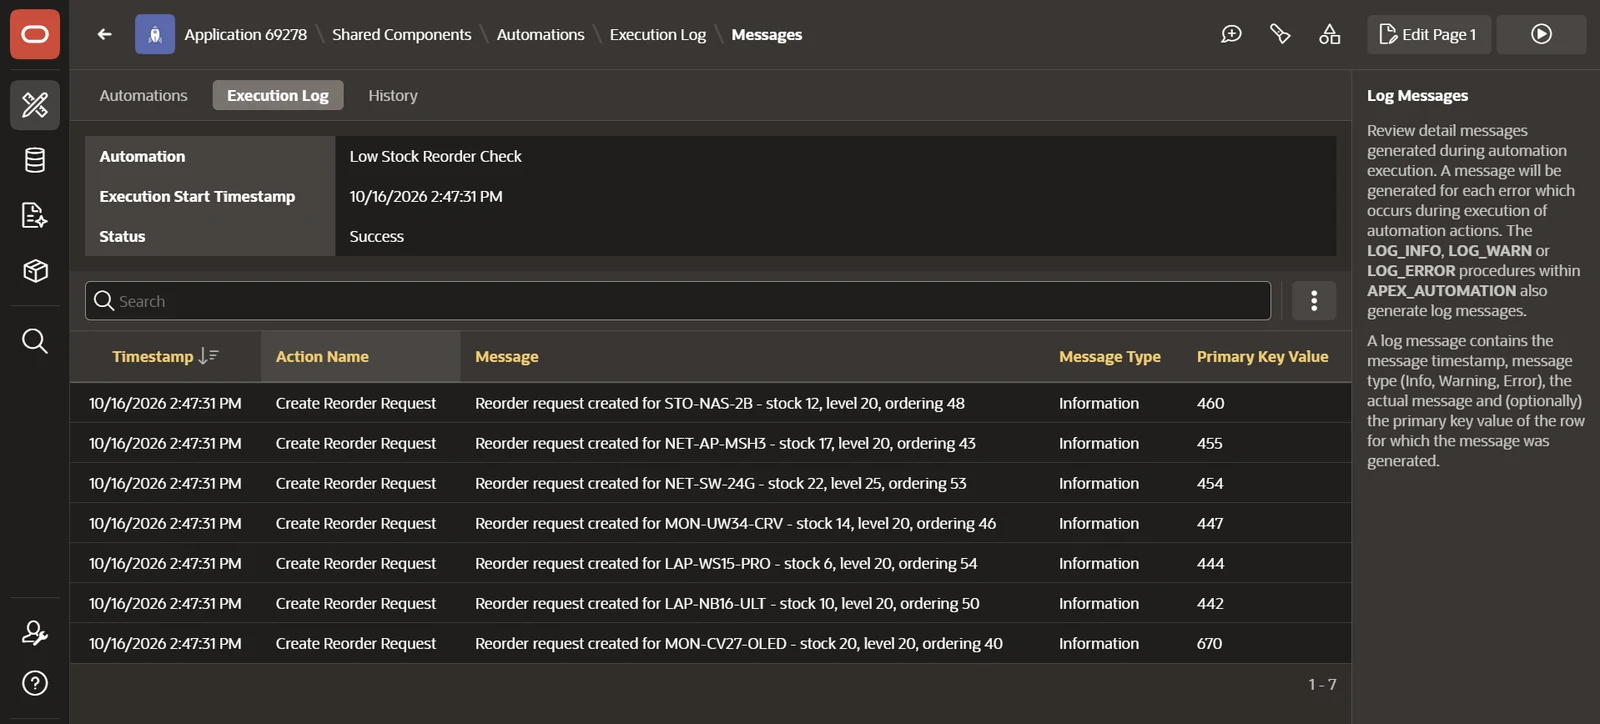 Application 69278 \ Shared Components \ Automations \ Execution Log \ Messages
Edit Page 1
Automations Execution Log History
Automation Low Stock Reorder Check
Execution Start Timestamp 10/16/2026 2:47:31 PM
Status Success
Search
Timestamp Action Name Message Message Type Primary Key Value
10/16/2026 2:47:31 PM Create Reorder Request Reorder request created for STO-NAS-2B - stock 12, level 20, ordering 48 Information 460
10/16/2026 2:47:31 PM Create Reorder Request Reorder request created for NET-AP-MSH3 - stock 17, level 20, ordering 43 Information 455
10/16/2026 2:47:31 PM Create Reorder Request Reorder request created for NET-SW-24G - stock 22, level 25, ordering 53 Information 454
10/16/2026 2:47:31 PM Create Reorder Request Reorder request created for MON-UW34-CRV - stock 14, level 20, ordering 46 Information 447
10/16/2026 2:47:31 PM Create Reorder Request Reorder request created for LAP-WS15-PRO - stock 6, level 20, ordering 54 Information 444
10/16/2026 2:47:31 PM Create Reorder Request Reorder request created for LAP-NB16-ULT - stock 10, level 20, ordering 50 Information 442
10/16/2026 2:47:31 PM Create Reorder Request Reorder request created for MON-CV27-OLED - stock 20, level 20, ordering 40 Information 670
1 - 7
Log Messages
Review detail messages
generated during automation
execution. A message will be
generated for each error which
occurs during execution of
automation actions. The
LOG_INFO, LOG_WARN or
LOG_ERROR procedures within
APEX_AUTOMATION also
generate log messages.
A log message contains the
message timestamp, message
type (Info, Warning, Error), the
actual message and (optionally)
the primary key value of the row
for which the message was
generated.